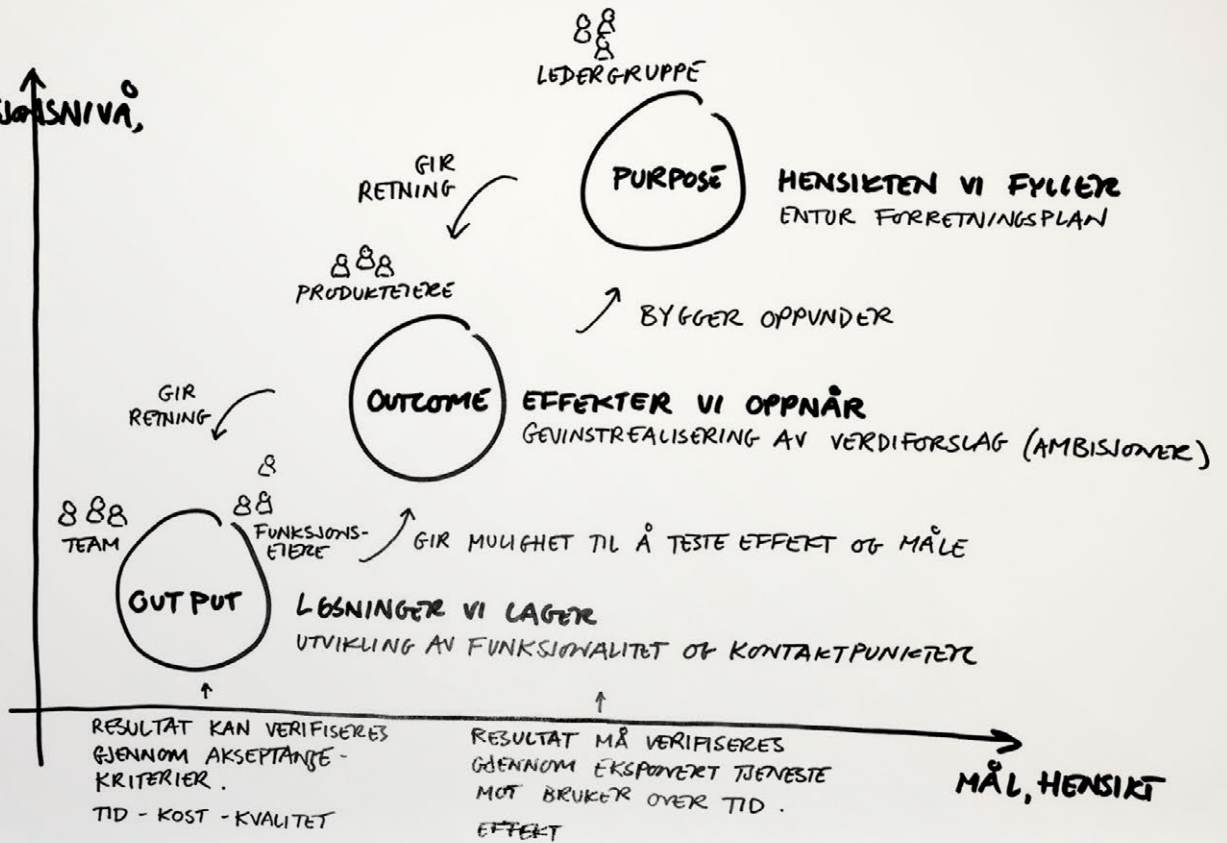 LEDERGRUPPE
SJONSNIVÅ,
GIR
RETNING
PURPOSE
HENSIKTEN VI FYLLER
ENTUR FORRETNINGSPLAN
PRODUKTEIERE
BYGGER OPPUNDER
GIR
RETNING
OUTCOME
EFFEKTER VI OPPNÅR
GEVINSTREALISERING AV VERDIFORSLAG (AMBISJONER)
TEAM
FUNKSJONS-
EIERE
GIR MULIGHET TIL Å TESTE EFFEKT OG MÅLE
OUTPUT
LØSNINGER VI LAGER
UTVIKLING AV FUNKSJONALITET OG KONTAKTPUNKTER
RESULTAT KAN VERIFISERES
GJENNOM AKSEPTANSE-
KRITERIER.
TID - KOST - KVALITET
RESULTAT MÅ VERIFISERES
GJENNOM EKSPONERT TJENESTE
MOT BRUKER OVER TID.
EFFEKT
MÅL, HENSIKT